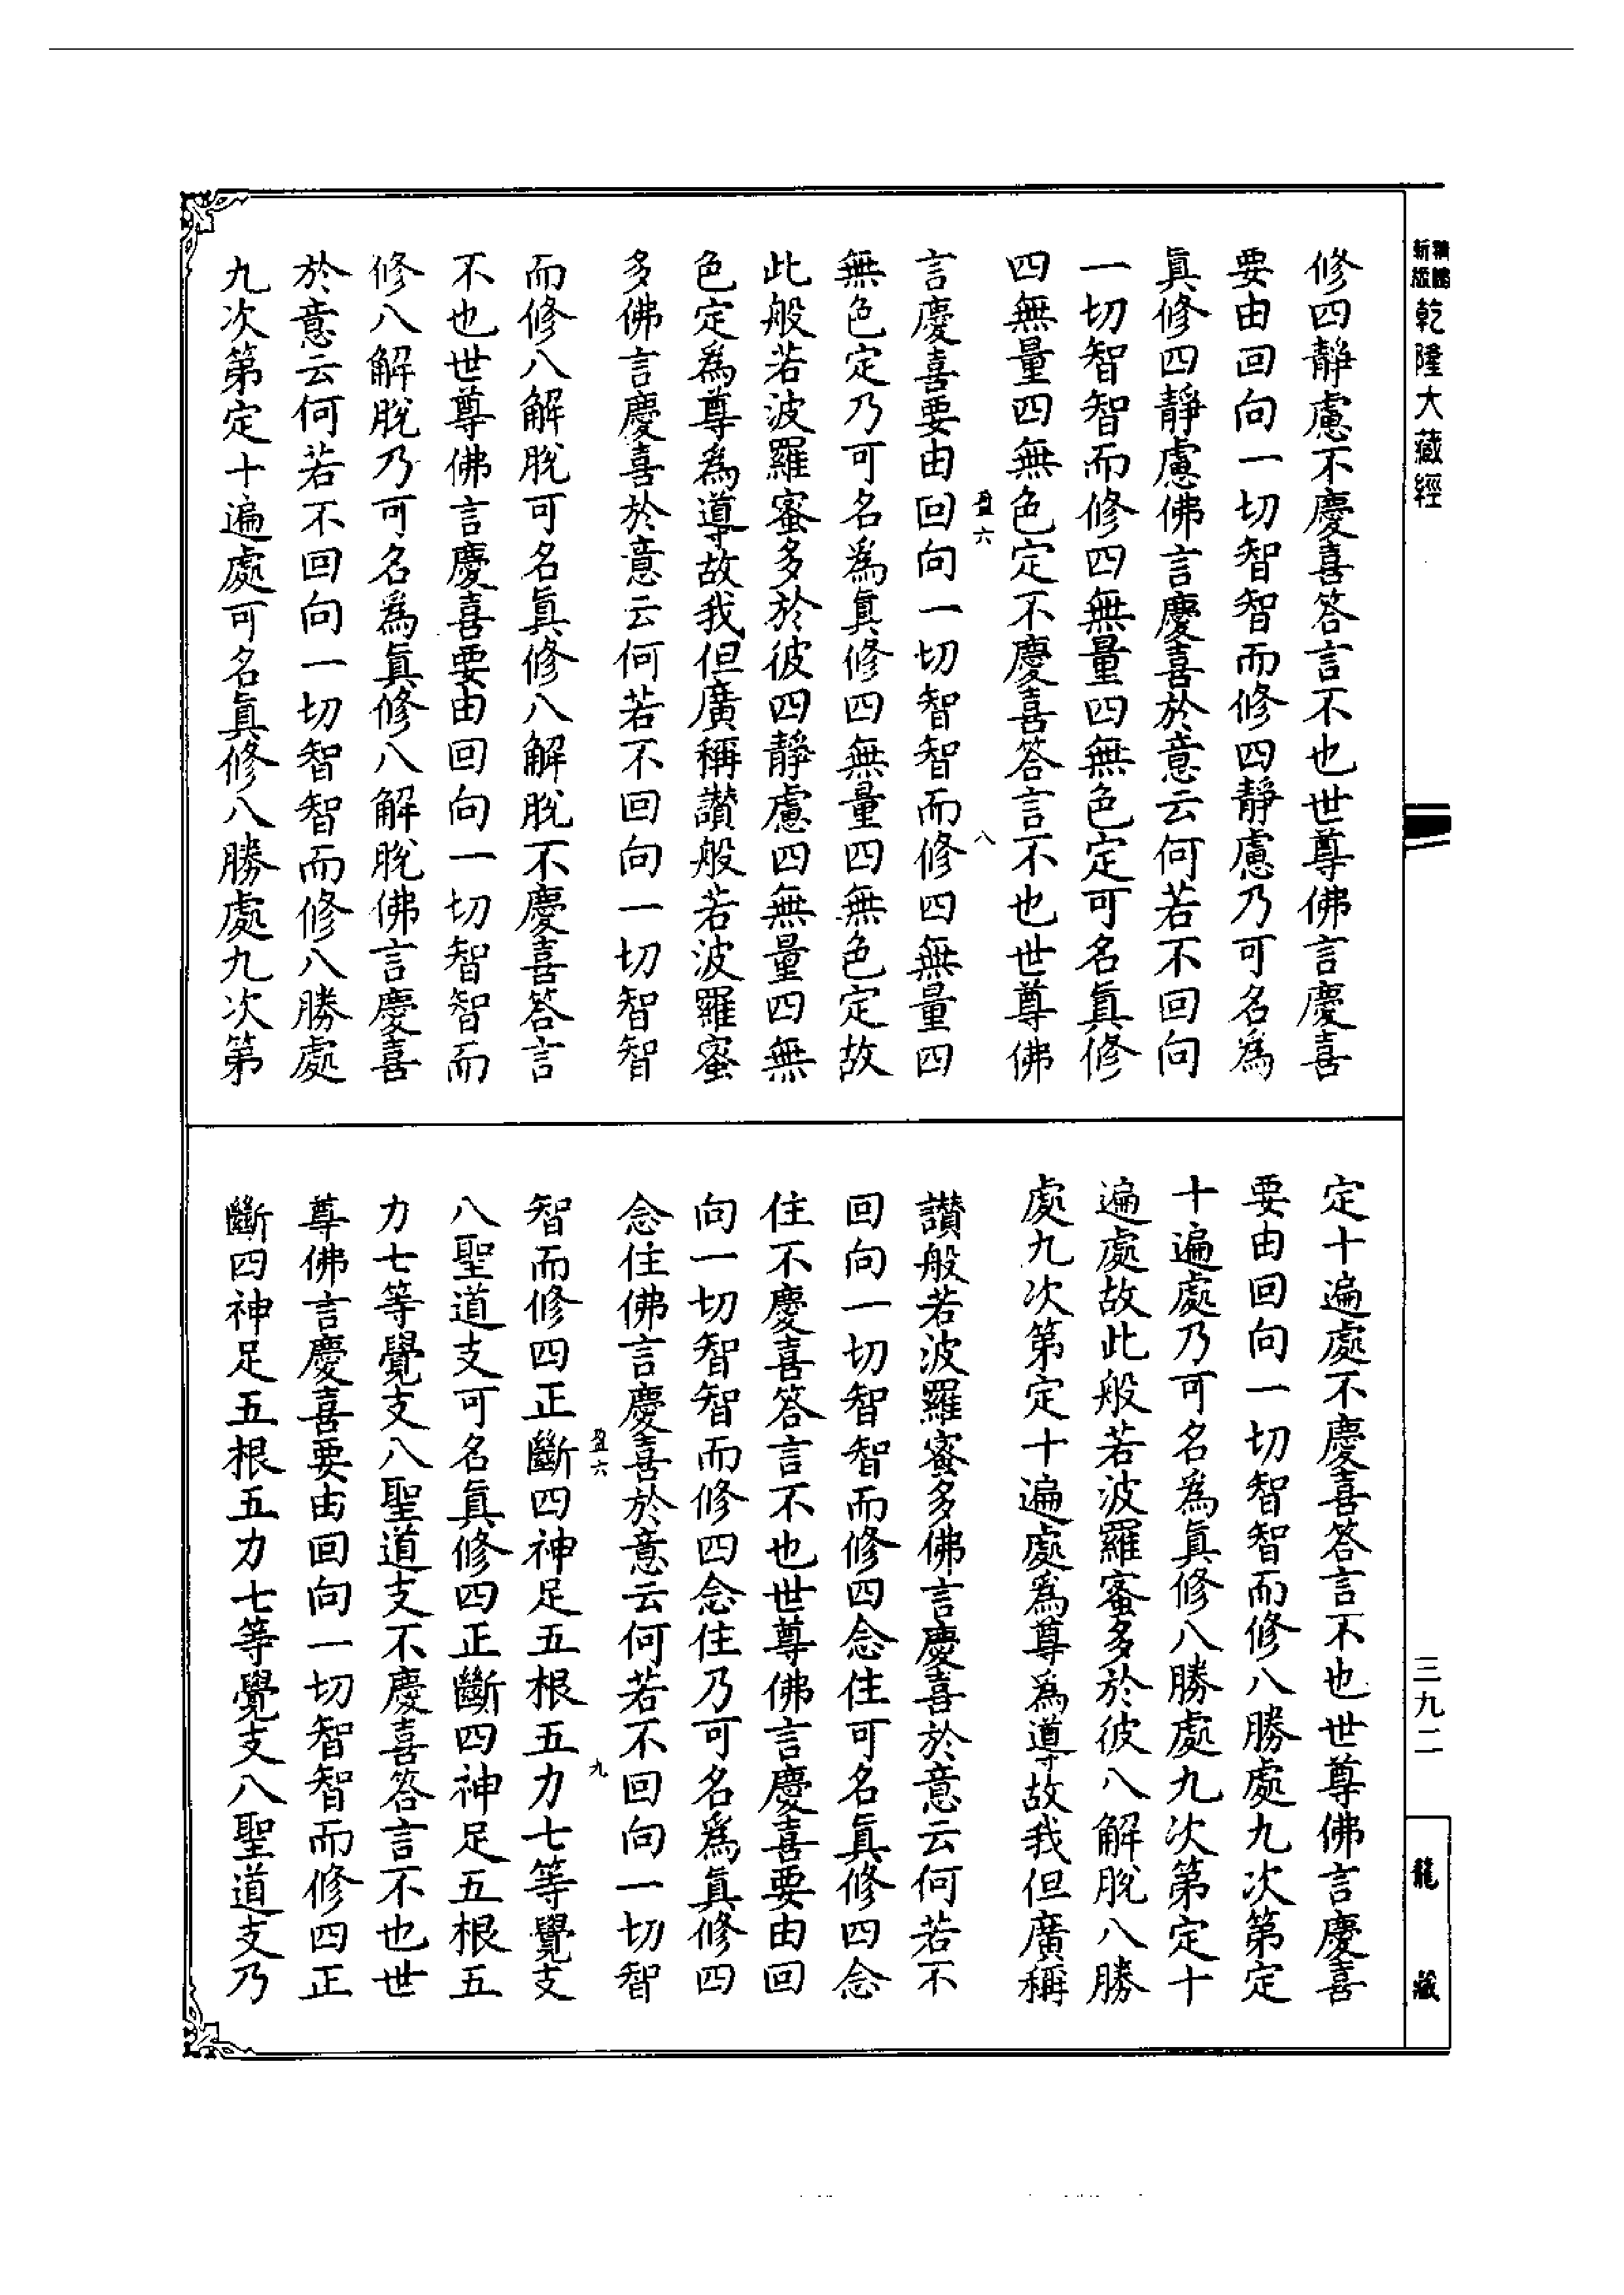 新版
精縮
乾隆大藏經
修四靜慮不慶喜答言不也世尊佛言慶喜
要由回向一切智智而修四靜慮乃可名為
眞修四靜慮佛言慶喜於意云何若不回向
一切智智而修四無量四無色定可名眞修
四無量四無色定不慶喜答言不也世尊佛
盈六
八
言慶喜要由回向一切智智而修四無量四
無色定乃可名為眞修四無量四無色定故
此般若波羅蜜多於彼四靜慮四無量四無
色定為尊為導故我但廣稱讃般若波羅蜜
多佛言慶喜於意云何若不回向一切智智
而修八解脫可名眞修八解脫不慶喜答言
不也世尊佛言慶喜要由回向一切智智而
修八解脫乃可名為眞修八解脫佛言慶喜
於意云何若不回向一切智智而修八勝處
九次第定十遍處可名眞修八勝處九次第
定十遍處不慶喜答言不也世尊佛言慶喜
要由回向一切智智而修八勝處九次第定
十遍處乃可名為眞修八勝處九次第定十
遍處故此般若波羅蜜多於彼八解脫八勝
處九次第定十遍處為尊為導故我但廣稱
讃般若波羅蜜多佛言慶喜於意云何若不
回向一切智智而修四念住可名眞修四念
住不慶喜答言不也世尊佛言慶喜要由回
向一切智智而修四念住乃可名為眞修四
念住佛言慶喜於意云何若不回向一切智
盈六
九
智而修四正斷四神足五根五力七等覺支
八聖道支可名眞修四正斷四神足五根五
力七等覺支八聖道支不慶喜答言不也世
尊佛言慶喜要由回向一切智智而修四正
斷四神足五根五力七等覺支八聖道支乃
三九二
龍藏